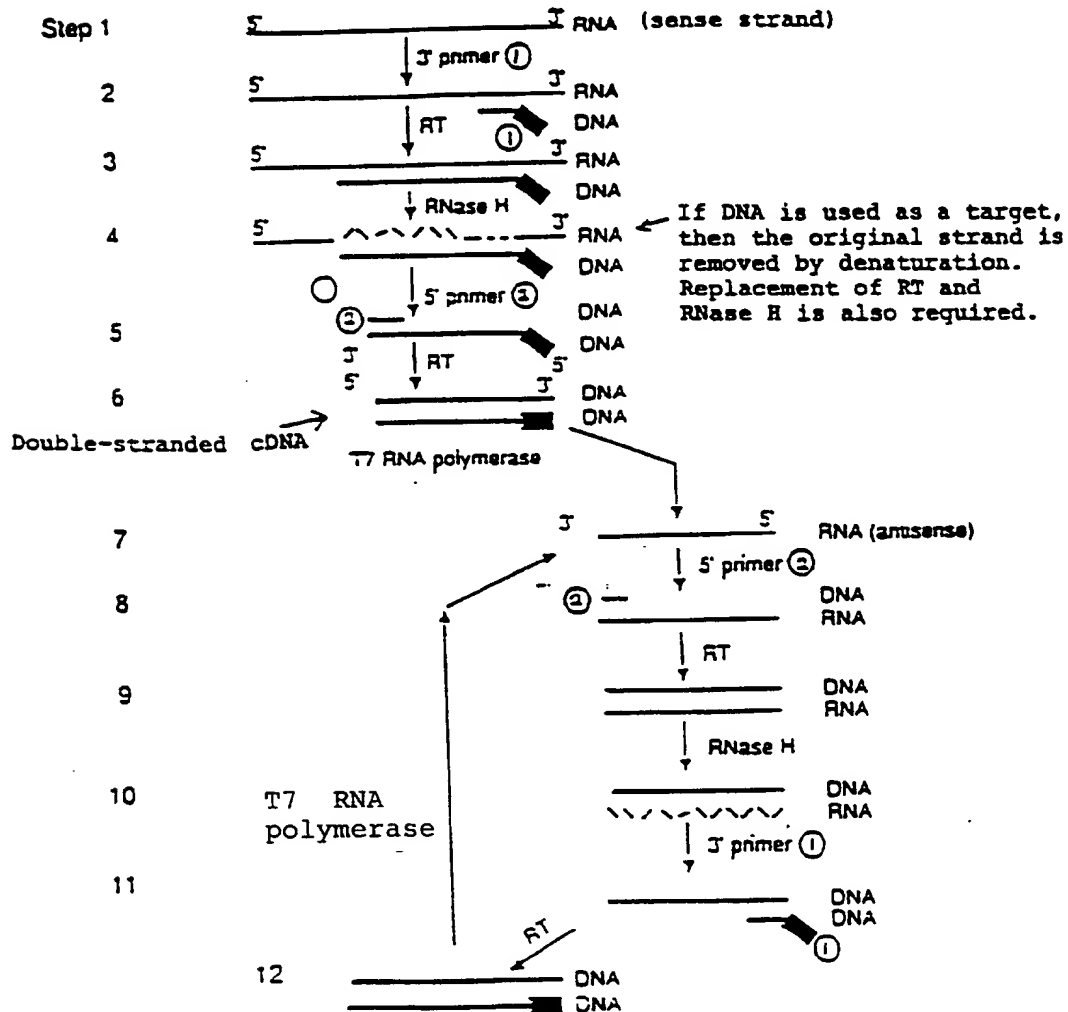 Step 1
5' 3' RNA (sense strand)
3' primer ①
2
5' 3' RNA
DNA
RT
①
3
5' 3' RNA
DNA
RNase H
4
5' 3' RNA
DNA
If DNA is used as a target,
then the original strand is
removed by denaturation.
Replacement of RT and
RNase H is also required.
5' primer ②
5
② DNA
DNA
3' 5'
RT
6
5' 3' DNA
DNA
Double-stranded cDNA
T7 RNA polymerase
7
3' 5' RNA (antisense)
5' primer ②
8
② DNA
RNA
RT
9
DNA
RNA
RNase H
10
DNA
RNA
T7 RNA
polymerase
3' primer ①
11
DNA
DNA
①
RT
12
DNA
DNA